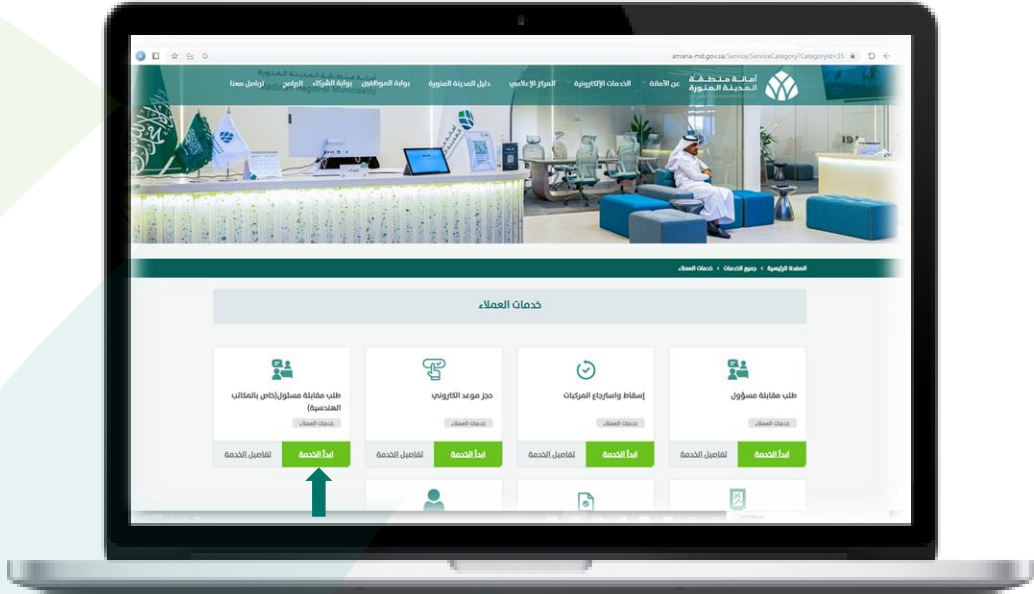 amana-md.gov.sa/Service/ServiceCategory?CategoryId=15
أمانة منطقة
المدينة المنورة
عن الأمانة
الخدمات الإلكترونية
المركز الإعلامي
دليل المدينة المنورة
بوابة الموظفين
بوابة الشركاء
البرامج
تواصل معنا
الصفحة الرئيسية > جميع الخدمات > خدمات العملاء
خدمات العملاء
طلب مقابلة مسؤول
خدمات العملاء
ابدأ الخدمة
تفاصيل الخدمة
إسقاط واسترجاع المركبات
خدمات العملاء
ابدأ الخدمة
تفاصيل الخدمة
حجز موعد الكتروني
خدمات العملاء
ابدأ الخدمة
تفاصيل الخدمة
طلب مقابلة مسئول(خاص بالمكاتب
الهندسية)
خدمات العملاء
ابدأ الخدمة
تفاصيل الخدمة